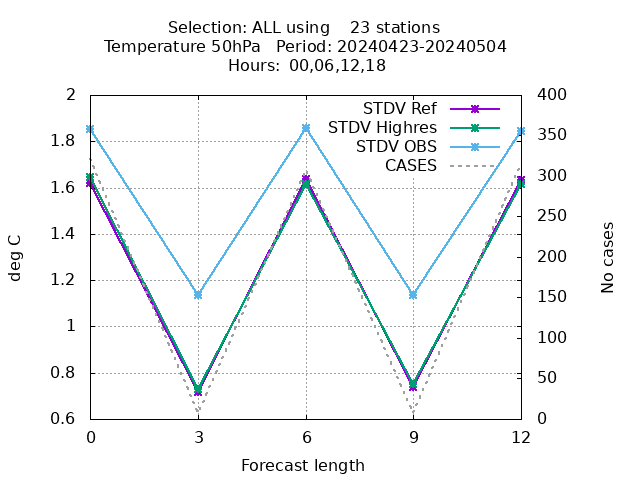 Selection: ALL using    23 stations
Temperature 50hPa   Period: 20240423-20240504
Hours: 00,06,12,18
2
1.8
1.6
1.4
1.2
1
0.8
0.6
deg C
400
350
300
250
200
150
100
50
0
No cases
STDV Ref
STDV Highres
STDV OBS
CASES
0 3 6 9 12
Forecast length